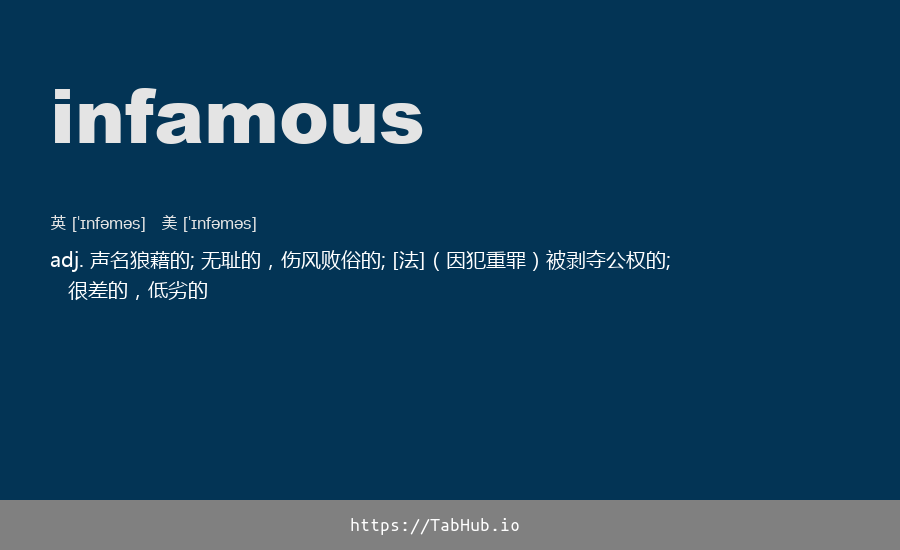 infamous
英 [ˈɪnfəməs] 美 [ˈɪnfəməs]
adj. 声名狼藉的; 无耻的，伤风败俗的; [法]（因犯重罪）被剥夺公权的;
很差的，低劣的
https://TabHub.io